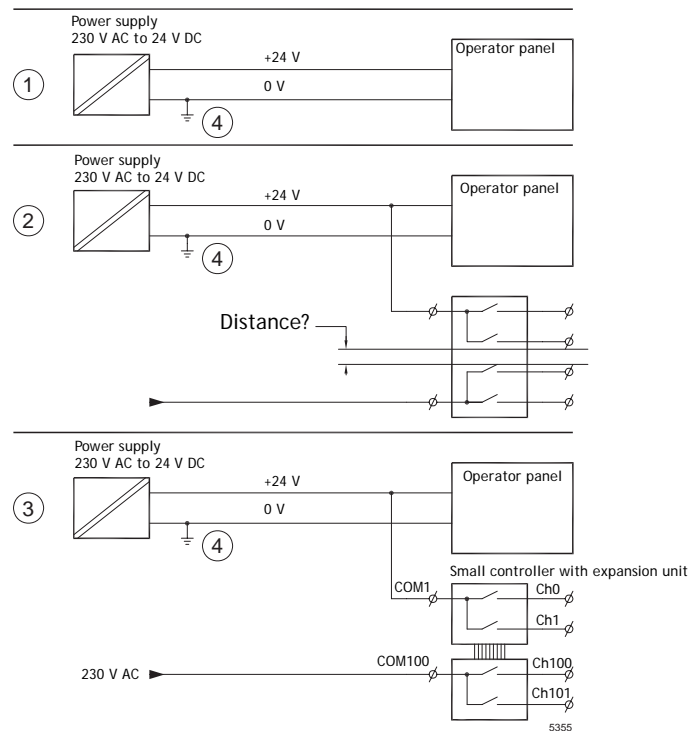 Power supply
230 V AC to 24 V DC
+24 V
Operator panel
1
0 V
4
Power supply
230 V AC to 24 V DC
+24 V
Operator panel
2
0 V
4
Distance?
Power supply
230 V AC to 24 V DC
+24 V
Operator panel
3
0 V
4
Small controller with expansion unit
COM1
Ch0
Ch1
COM100
Ch100
230 V AC
Ch101
5355